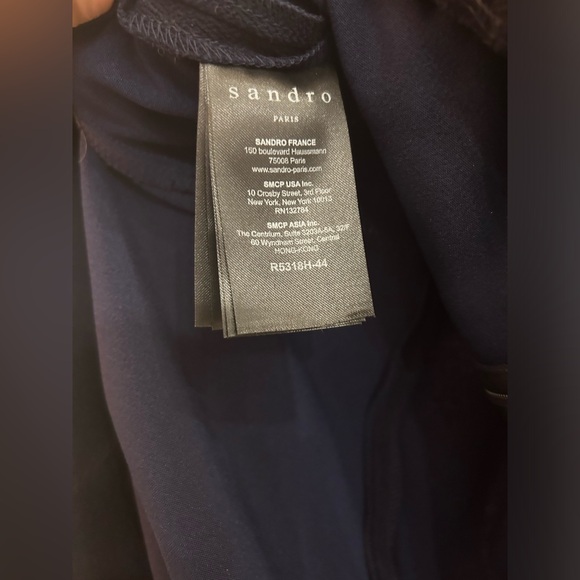 sandro
PARIS
SANDRO FRANCE
150 boulevard Haussmann
75008 Paris
www.sandro-paris.com
SMCP USA Inc.
10 Crosby Street, 3rd Floor
New York, New York 10013
RN132784
SMCP ASIA Inc.
The Centrium, Suite 3203A-5A, 32/F
60 Wyndham Street, Central
HONG-KONG
R5318H-44